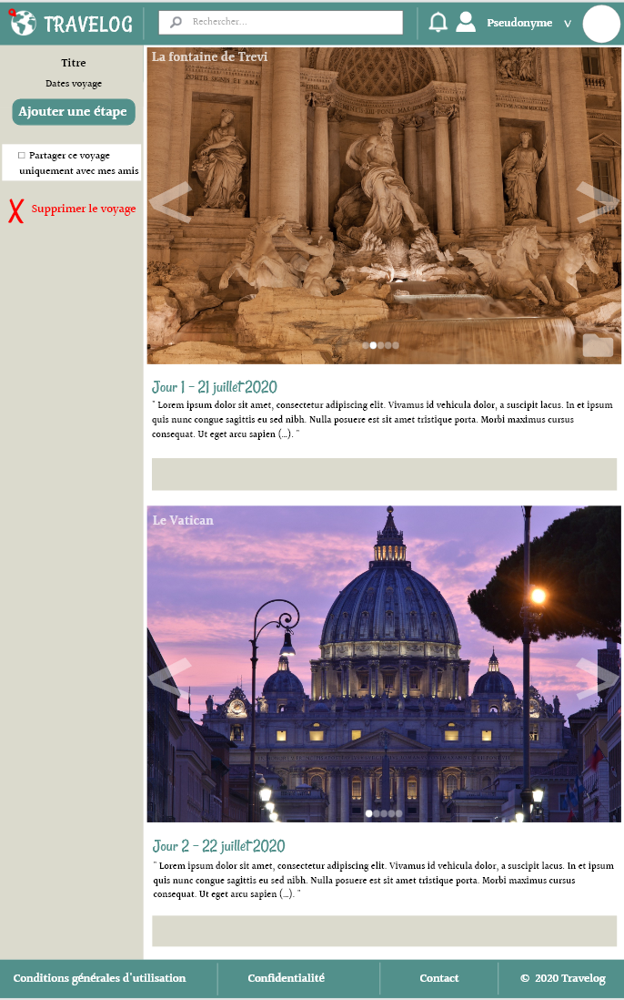 TRAVELOG
Rechercher...
Pseudonyme
Titre
Dates voyage
Ajouter une étape
Partager ce voyage
uniquement avec mes amis
X Supprimer le voyage
La fontaine de Trevi
Jour 1 - 21 juillet 2020
" Lorem ipsum dolor sit amet, consectetur adipiscing elit. Vivamus id vehicula dolor, a suscipit lacus. In et ipsum
quis nunc congue sagittis eu sed nibh. Nulla posuere est sit amet tristique porta. Morbi maximus cursus
consequat. Ut eget arcu sapien (...). "
Le Vatican
Jour 2 - 22 juillet 2020
" Lorem ipsum dolor sit amet, consectetur adipiscing elit. Vivamus id vehicula dolor, a suscipit lacus. In et ipsum
quis nunc congue sagittis eu sed nibh. Nulla posuere est sit amet tristique porta. Morbi maximus cursus
consequat. Ut eget arcu sapien (...). "
Conditions générales d'utilisation
Confidentialité
Contact
© 2020 Travelog